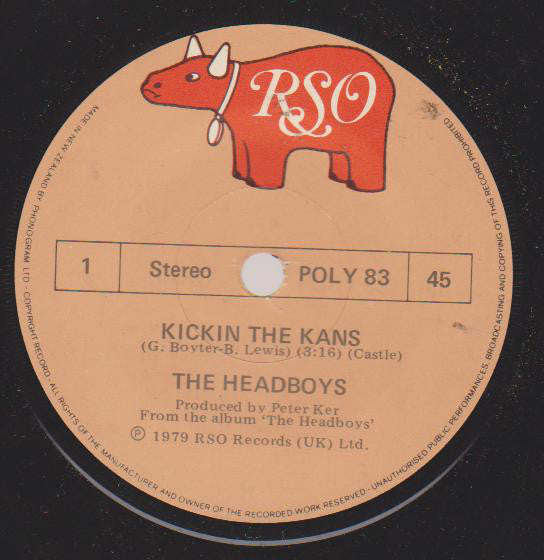 RSO
1
Stereo
POLY 83
45
KICKIN THE KANS
(G. Boyter-B. Lewis) (3:16) (Castle)
THE HEADBOYS
Produced by Peter Ker
From the album 'The Headboys'
Ⓟ 1979 RSO Records (UK) Ltd.
MADE IN NEW ZEALAND BY PHONOGRAM LTD · COPYRIGHT RECORD · ALL RIGHTS OF THE MANUFACTURER AND OWNER OF THE RECORDED WORK RESERVED - UNAUTHORISED PUBLIC PERFORMANCES, BROADCASTING AND COPYING OF THIS RECORD PROHIBITED